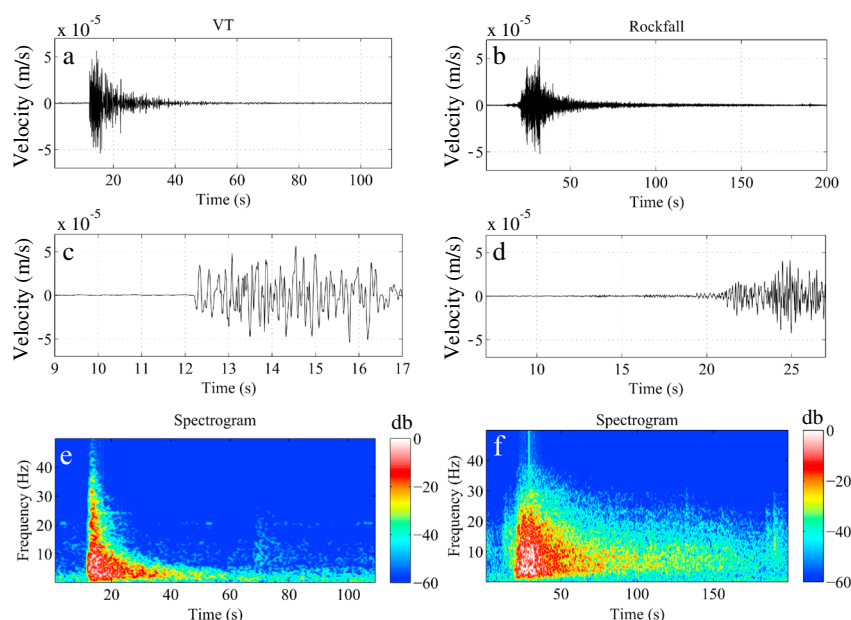 VT
Rockfall
x 10-5
x 10-5
a
b
Velocity (m/s)
5
0
-5
20 40 60 80 100
Time (s)
Velocity (m/s)
5
0
-5
50 100 150 200
Time (s)
x 10-5
x 10-5
c
d
Velocity (m/s)
5
0
-5
9 10 11 12 13 14 15 16 17
Time (s)
Velocity (m/s)
5
0
-5
10 15 20 25
Time (s)
Spectrogram
db
e
Frequency (Hz)
40
30
20
10
20 40 60 80 100
Time (s)
0
−20
−40
−60
Spectrogram
db
f
Frequency (Hz)
40
30
20
10
50 100 150
Time (s)
0
−20
−40
−60